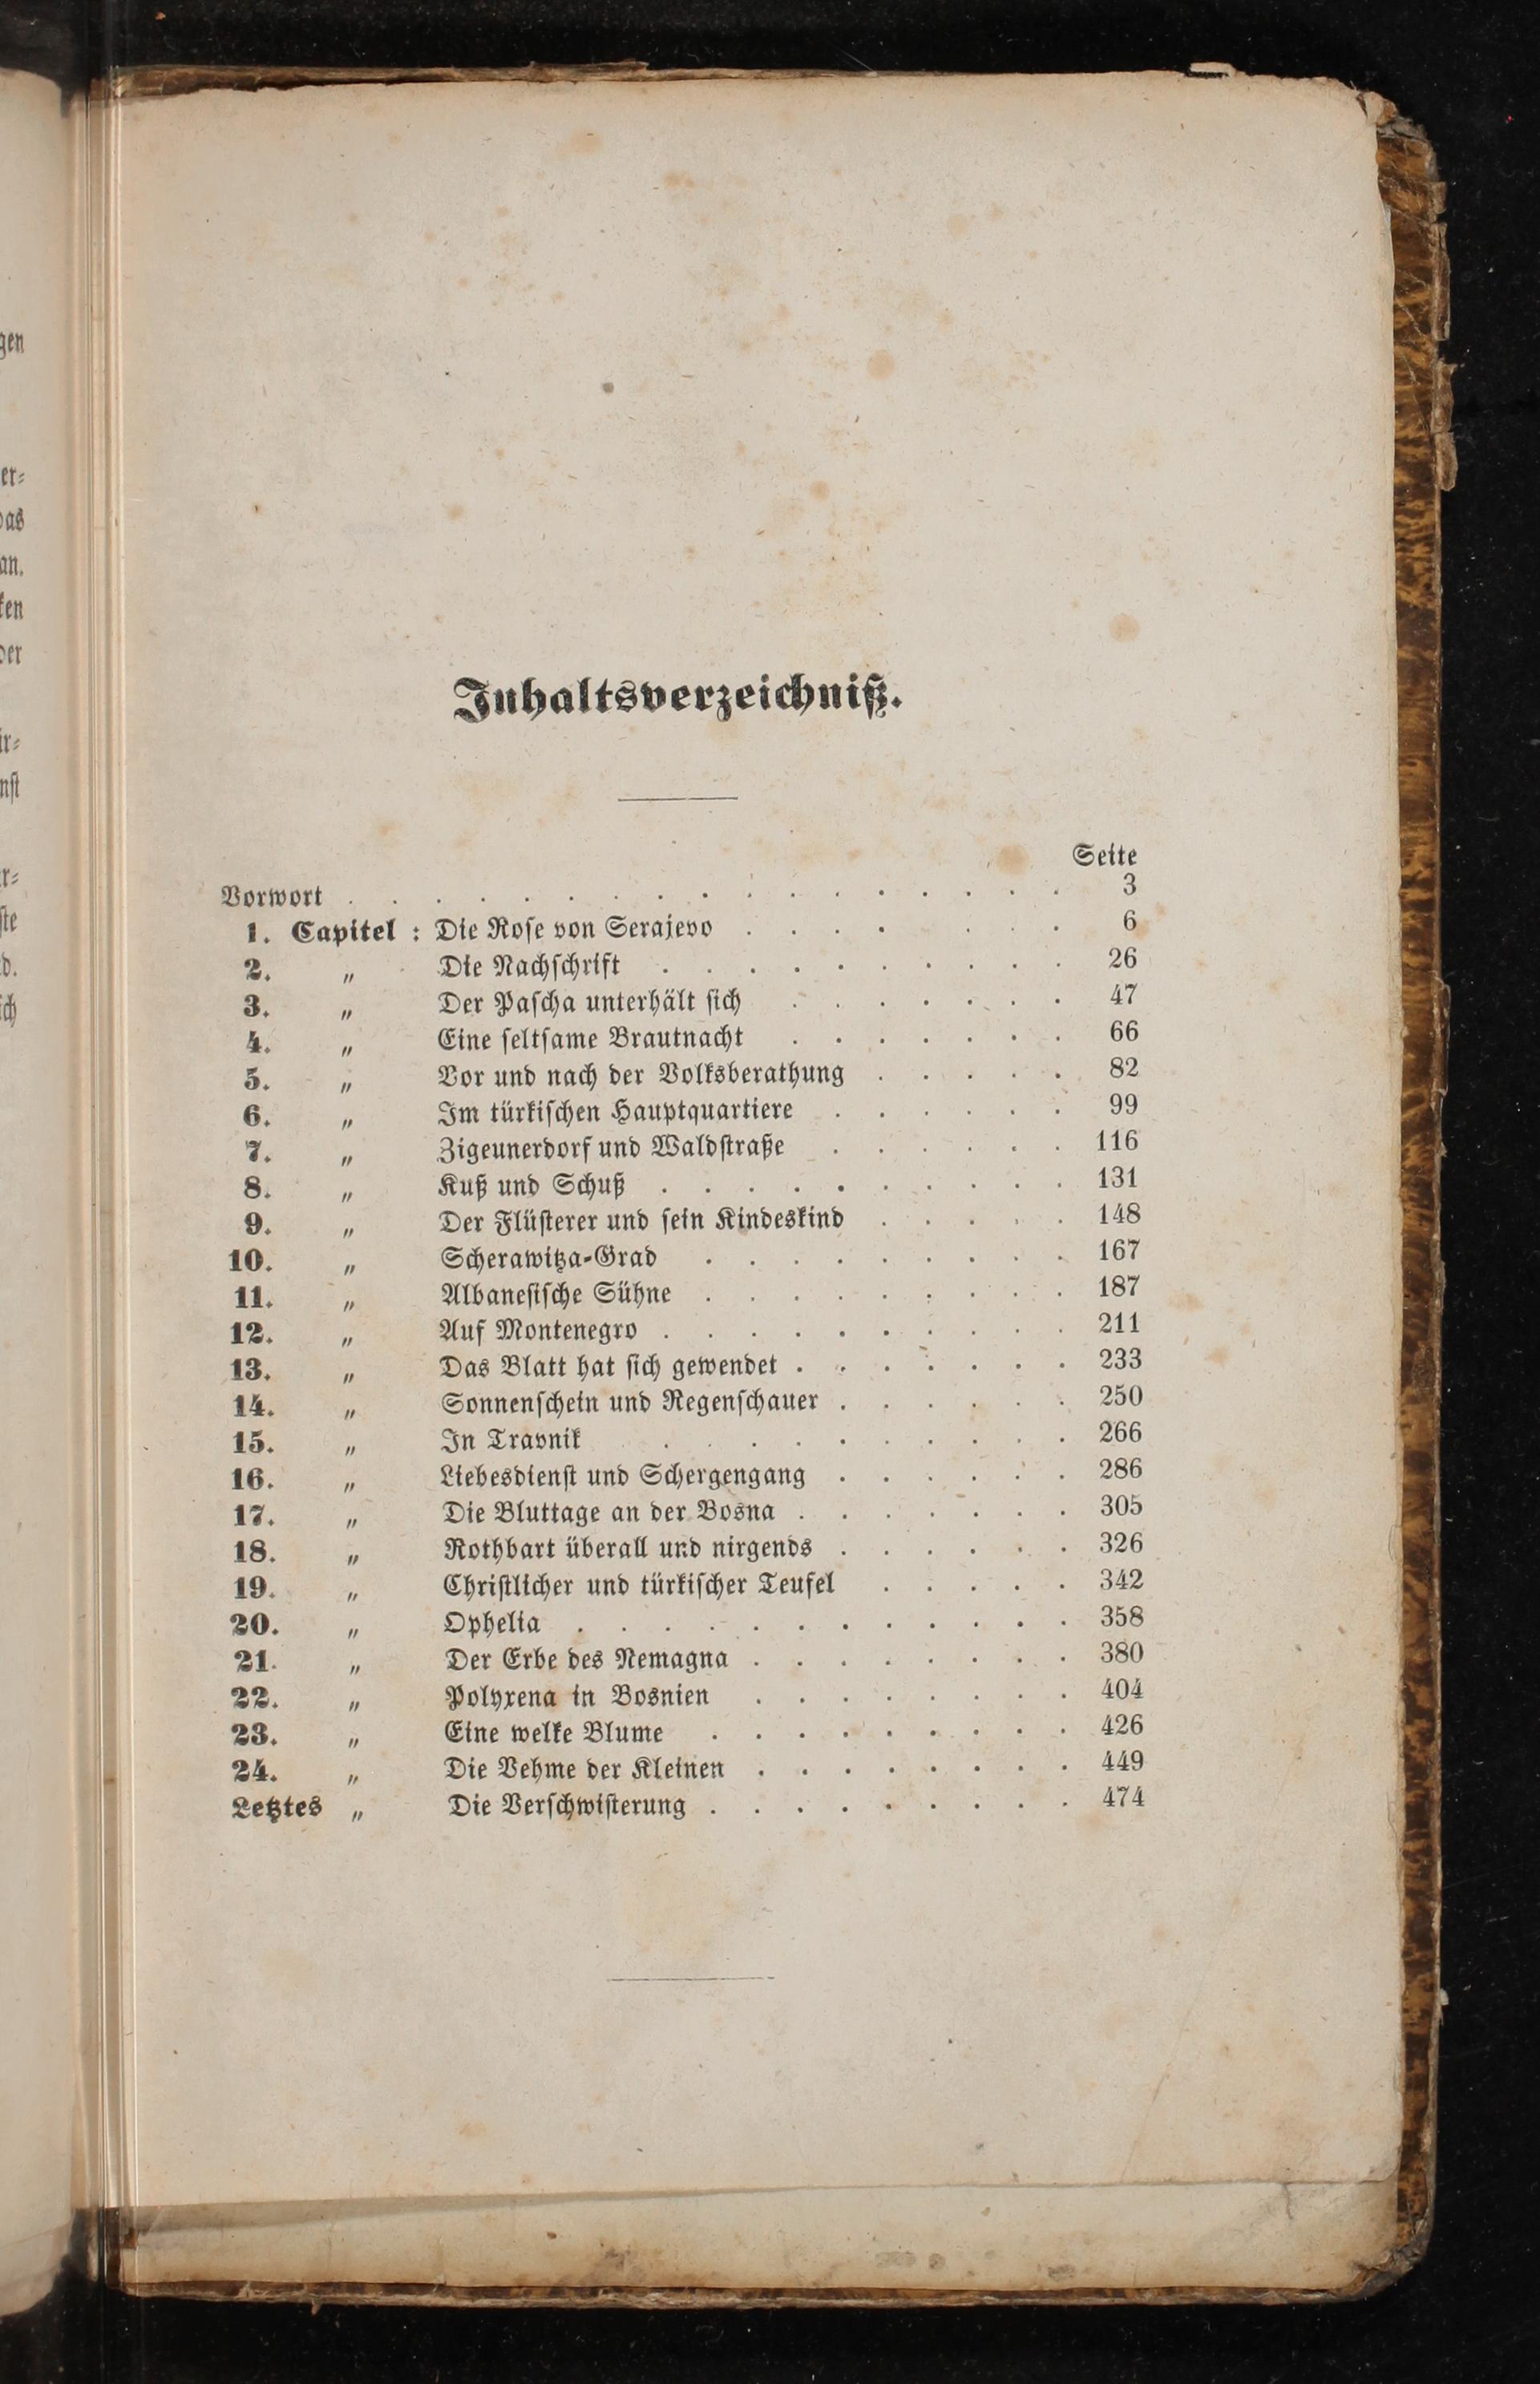 Inhaltsverzeichniß.
Seite
Vorwort . . . . . . . . . . . . . . . . . 3
1. Capitel : Die Rose von Serajevo . . . . . . . 6
2. „ Die Nachschrift . . . . . . . . . . 26
3. „ Der Pascha unterhält sich . . . . . . . 47
4. „ Eine seltsame Brautnacht . . . . . . . 66
5. „ Vor und nach der Volksberathung . . . . . 82
6. „ Im türkischen Hauptquartiere . . . . . . 99
7. „ Zigeunerdorf und Waldstraße . . . . . . 116
8. „ Kuß und Schuß . . . . . . . . . . 131
9. „ Der Flüsterer und sein Kindeskind . . . . . 148
10. „ Scherawitza-Grad . . . . . . . . . 167
11. „ Albanesische Sühne . . . . . . . . . 187
12. „ Auf Montenegro . . . . . . . . . . 211
13. „ Das Blatt hat sich gewendet . . . . . . . 233
14. „ Sonnenschein und Regenschauer . . . . . . 250
15. „ In Travnik . . . . . . . . . . 266
16. „ Liebesdienst und Schergengang . . . . . . 286
17. „ Die Bluttage an der Bosna . . . . . . . 305
18. „ Rothbart überall und nirgends . . . . . . 326
19. „ Christlicher und türkischer Teufel . . . . . 342
20. „ Ophelia . . . . . . . . . . . . 358
21. „ Der Erbe des Nemagna . . . . . . . . 380
22. „ Polyxena in Bosnien . . . . . . . . 404
23. „ Eine welke Blume . . . . . . . . . 426
24. „ Die Vehme der Kleinen . . . . . . . . 449
Letztes „ Die Verschwisterung . . . . . . . . . 474